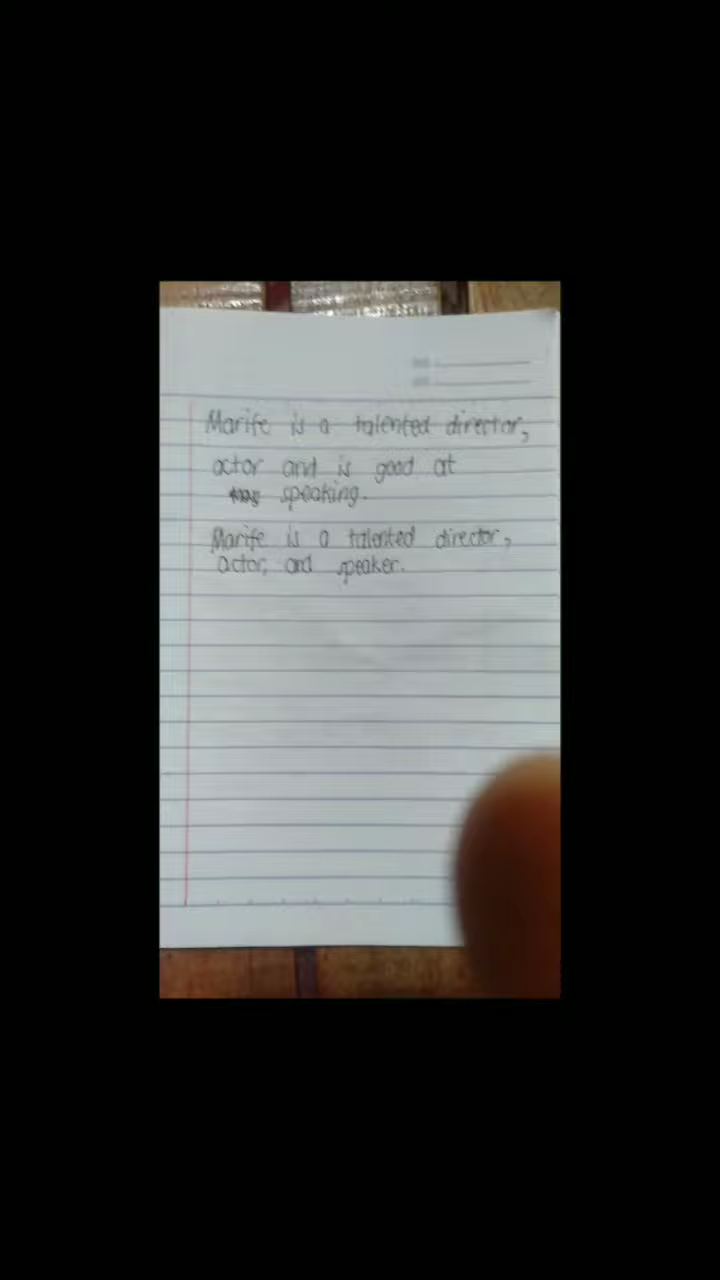 Marife is a talented director,
actor and is good at
speaking.
Marife is a talented director,
actor, and speaker.